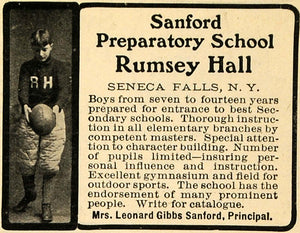 Sanford
Preparatory School
Rumsey Hall
SENECA FALLS, N. Y.
Boys from seven to fourteen years
prepared for entrance to best Sec-
ondary schools. Thorough instruc-
tion in all elementary branches by
competent masters. Special atten-
tion to character building. Number
of pupils limited—insuring per-
sonal influence and instruction.
Excellent gymnasium and field for
outdoor sports. The school has the
endorsement of many prominent
people. Write for catalogue.
Mrs. Leonard Gibbs Sanford, Principal.
R H